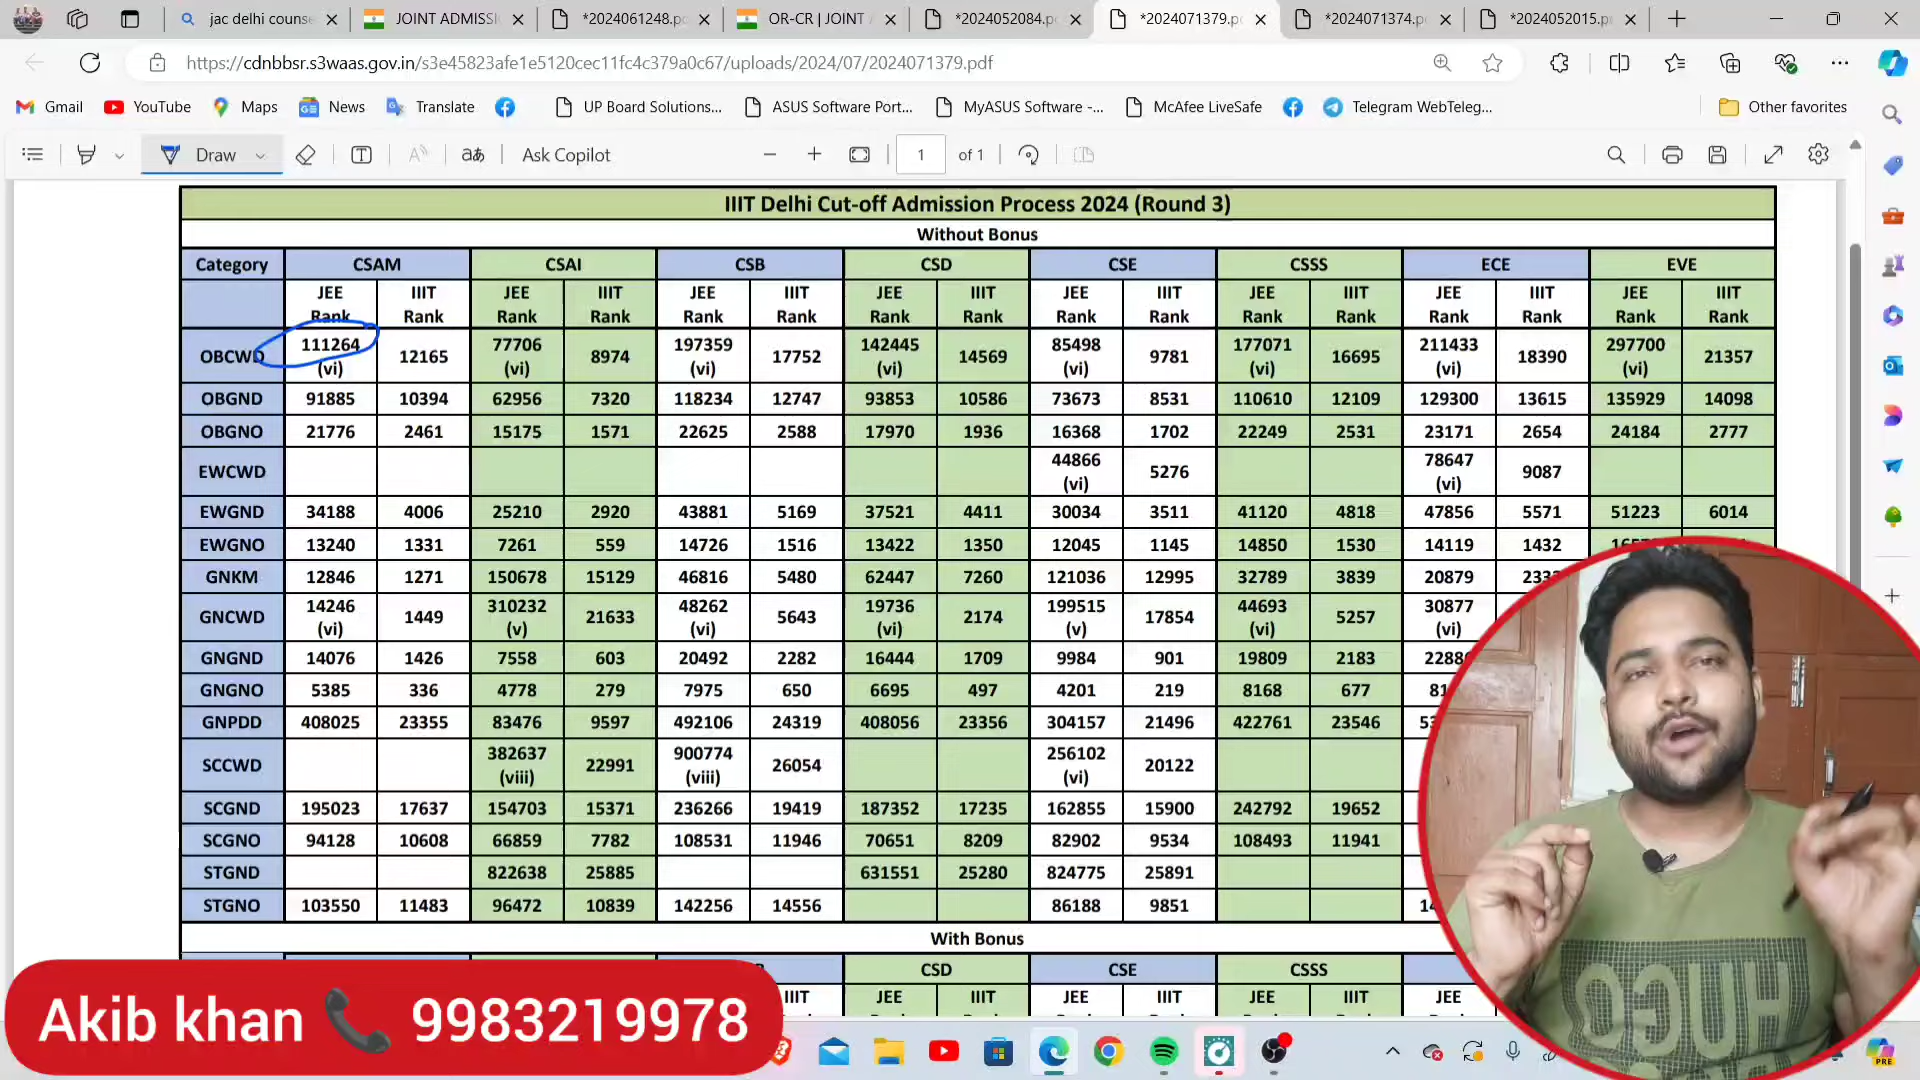 jac delhi counse
JOINT ADMISSI
*2024061248.p
OR-CR | JOINT
*2024052084.p
*2024071379.p
*2024071374.p
*2024052015.p
https://cdnbbsr.s3waas.gov.in/s3e45823afe1e5120cec11fc4c379a0c67/uploads/2024/07/2024071379.pdf
Gmail YouTube Maps News Translate UP Board Solutions... ASUS Software Port... MyASUS Software -... McAfee LiveSafe Telegram WebTeleg... Other favorites
Draw aあ Ask Copilot 1 of 1
IIIT Delhi Cut-off Admission Process 2024 (Round 3)
Without Bonus
Category CSAM CSAI CSB CSD CSE CSSS ECE EVE
JEE Rank IIIT Rank JEE Rank IIIT Rank JEE Rank IIIT Rank JEE Rank IIIT Rank JEE Rank IIIT Rank JEE Rank IIIT Rank JEE Rank IIIT Rank JEE Rank IIIT Rank
OBCWD 111264 (vi) 12165 77706 (vi) 8974 197359 (vi) 17752 142445 (vi) 14569 85498 (vi) 9781 177071 (vi) 16695 211433 (vi) 18390 297700 (vi) 21357
OBGND 91885 10394 62956 7320 118234 12747 93853 10586 73673 8531 110610 12109 129300 13615 135929 14098
OBGNO 21776 2461 15175 1571 22625 2588 17970 1936 16368 1702 22249 2531 23171 2654 24184 2777
EWCWD 44866 (vi) 5276 78647 (vi) 9087
EWGND 34188 4006 25210 2920 43881 5169 37521 4411 30034 3511 41120 4818 47856 5571 51223 6014
EWGNO 13240 1331 7261 559 14726 1516 13422 1350 12045 1145 14850 1530 14119 1432
GNKM 12846 1271 150678 15129 46816 5480 62447 7260 121036 12995 32789 3839 20879
GNCWD 14246 (vi) 1449 310232 (v) 21633 48262 (vi) 5643 19736 (vi) 2174 199515 (v) 17854 44693 (vi) 5257 30877 (vi)
GNGND 14076 1426 7558 603 20492 2282 16444 1709 9984 901 19809 2183
GNGNO 5385 336 4778 279 7975 650 6695 497 4201 219 8168 677
GNPDD 408025 23355 83476 9597 492106 24319 408056 23356 304157 21496 422761 23546
SCCWD 382637 (viii) 22991 900774 (viii) 26054 256102 (vi) 20122
SCGND 195023 17637 154703 15371 236266 19419 187352 17235 162855 15900 242792 19652
SCGNO 94128 10608 66859 7782 108531 11946 70651 8209 82902 9534 108493 11941
STGND 822638 25885 631551 25280 824775 25891
STGNO 103550 11483 96472 10839 142256 14556 86188 9851
With Bonus
CSD CSE CSSS
IIIT JEE IIIT JEE IIIT JEE IIIT JEE
Akib khan 9983219978
PRE